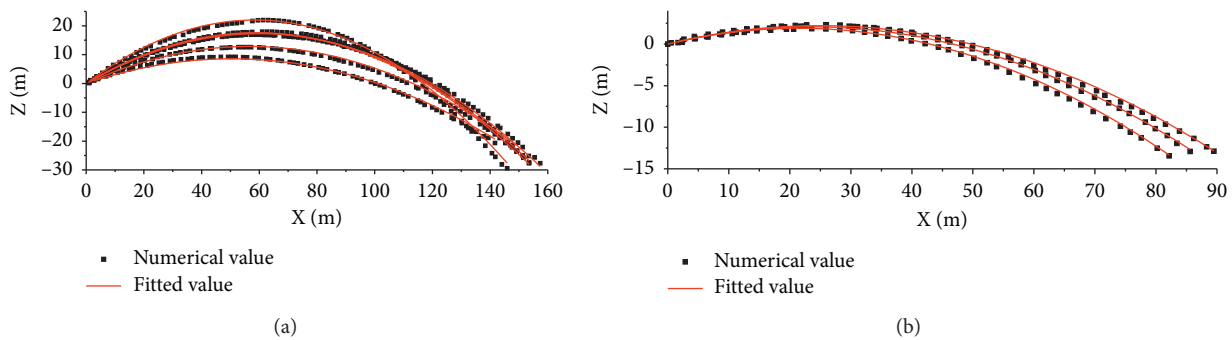 Z (m)
20
10
0
−10
−20
−30
0 20 40 60 80 100 120 140 160
X (m)
Numerical value
Fitted value
(a)
Z (m)
0
−5
−10
−15
0 10 20 30 40 50 60 70 80 90
X (m)
Numerical value
Fitted value
(b)